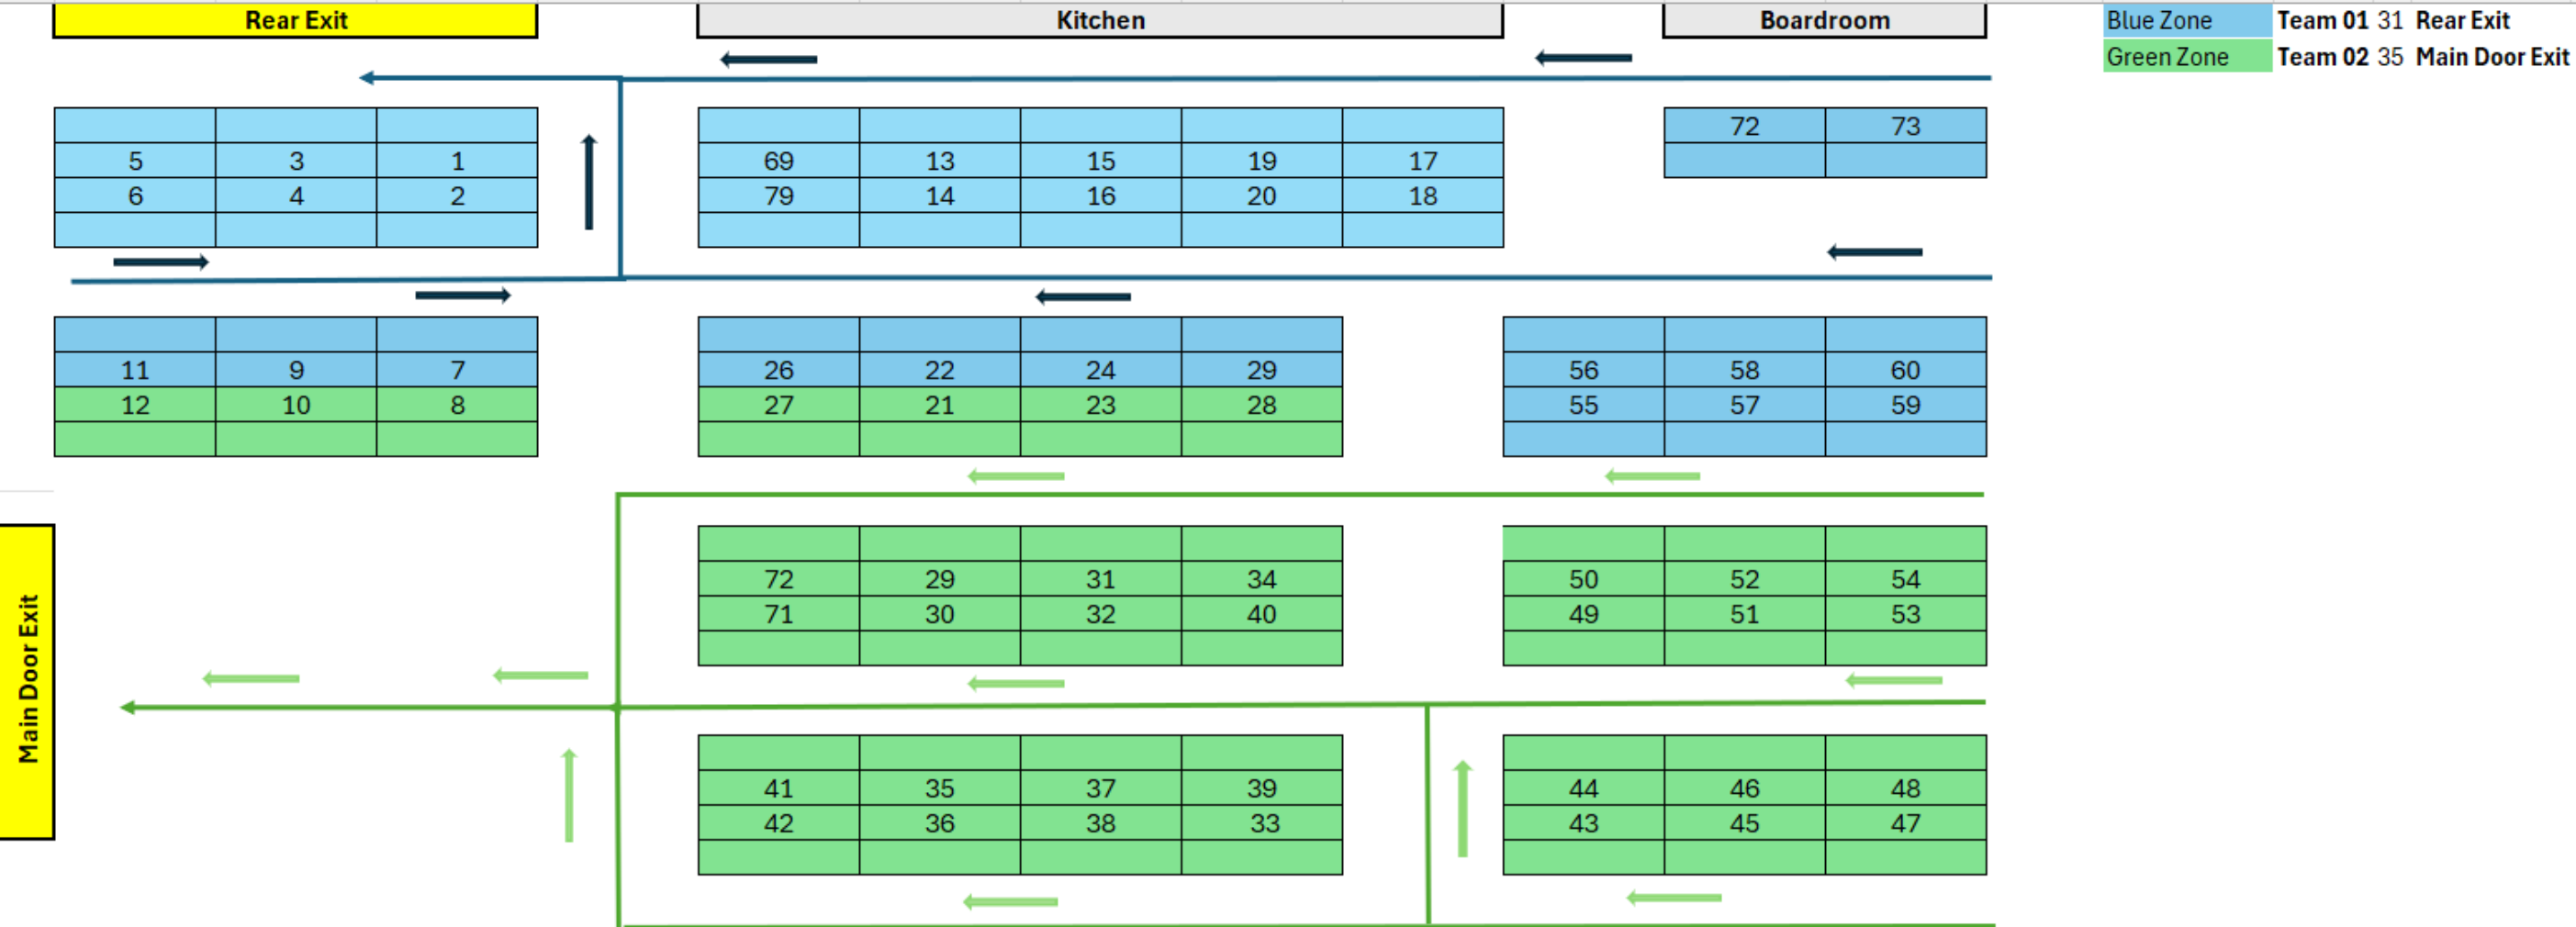 Rear Exit Kitchen Boardroom Blue Zone Team 01 31 Rear Exit
Green Zone Team 02 35 Main Door Exit
72 73
5 3 1 69 13 15 19 17
6 4 2 79 14 16 20 18
11 9 7 26 22 24 29 56 58 60
12 10 8 27 21 23 28 55 57 59
72 29 31 34 50 52 54
71 30 32 40 49 51 53
Main Door Exit
41 35 37 39 44 46 48
42 36 38 33 43 45 47